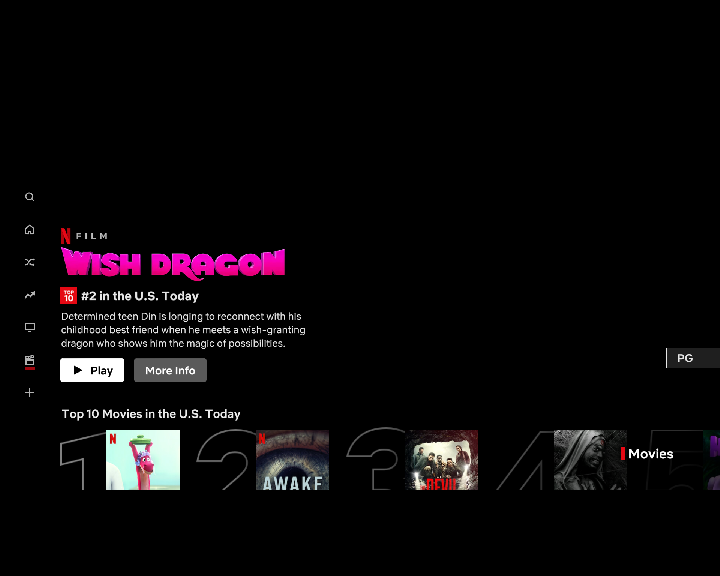 N FILM
WISH DRAGON
TOP 10 #2 in the U.S. Today
Determined teen Din is longing to reconnect with his
childhood best friend when he meets a wish-granting
dragon who shows him the magic of possibilities.
Play More Info
PG
Top 10 Movies in the U.S. Today
1 N 2 N AWAKE 3 DEVIL 4 Movies 5